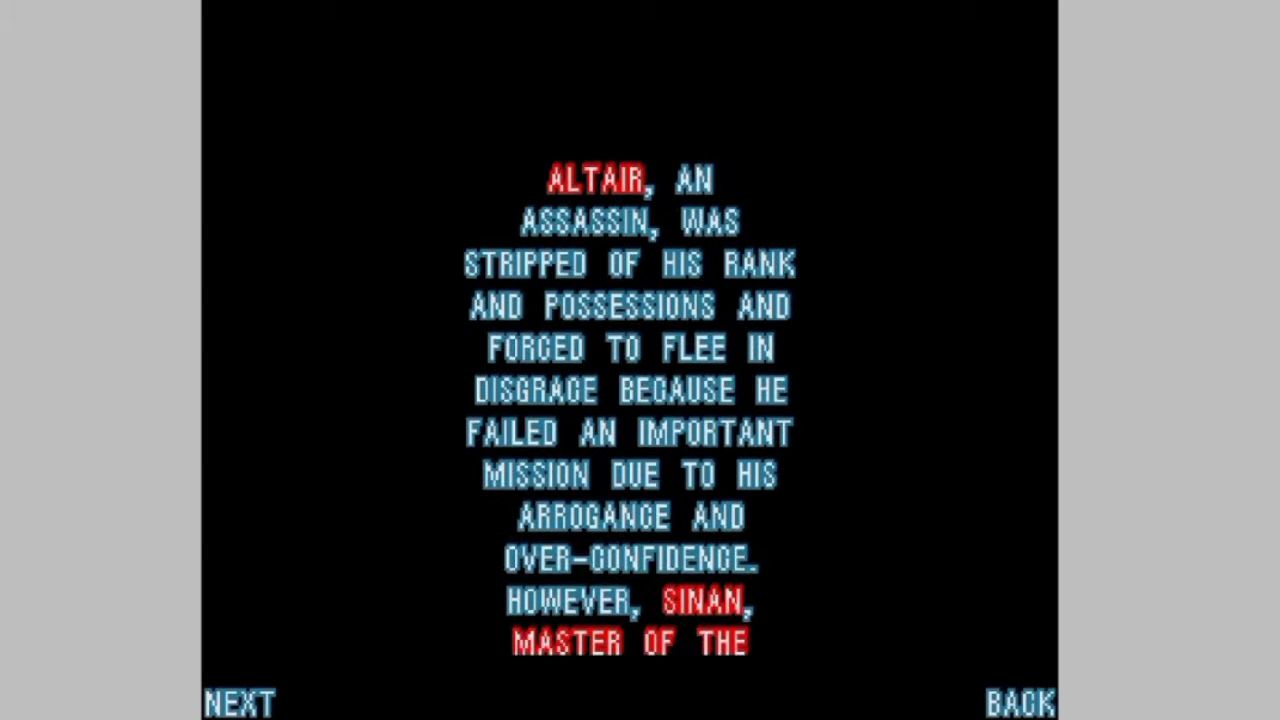 ALTAIR, AN
ASSASSIN, WAS
STRIPPED OF HIS RANK
AND POSSESSIONS AND
FORCED TO FLEE IN
DISGRACE BECAUSE HE
FAILED AN IMPORTANT
MISSION DUE TO HIS
ARROGANCE AND
OVER-CONFIDENCE.
HOWEVER, SINAN,
MASTER OF THE
NEXT
BACK